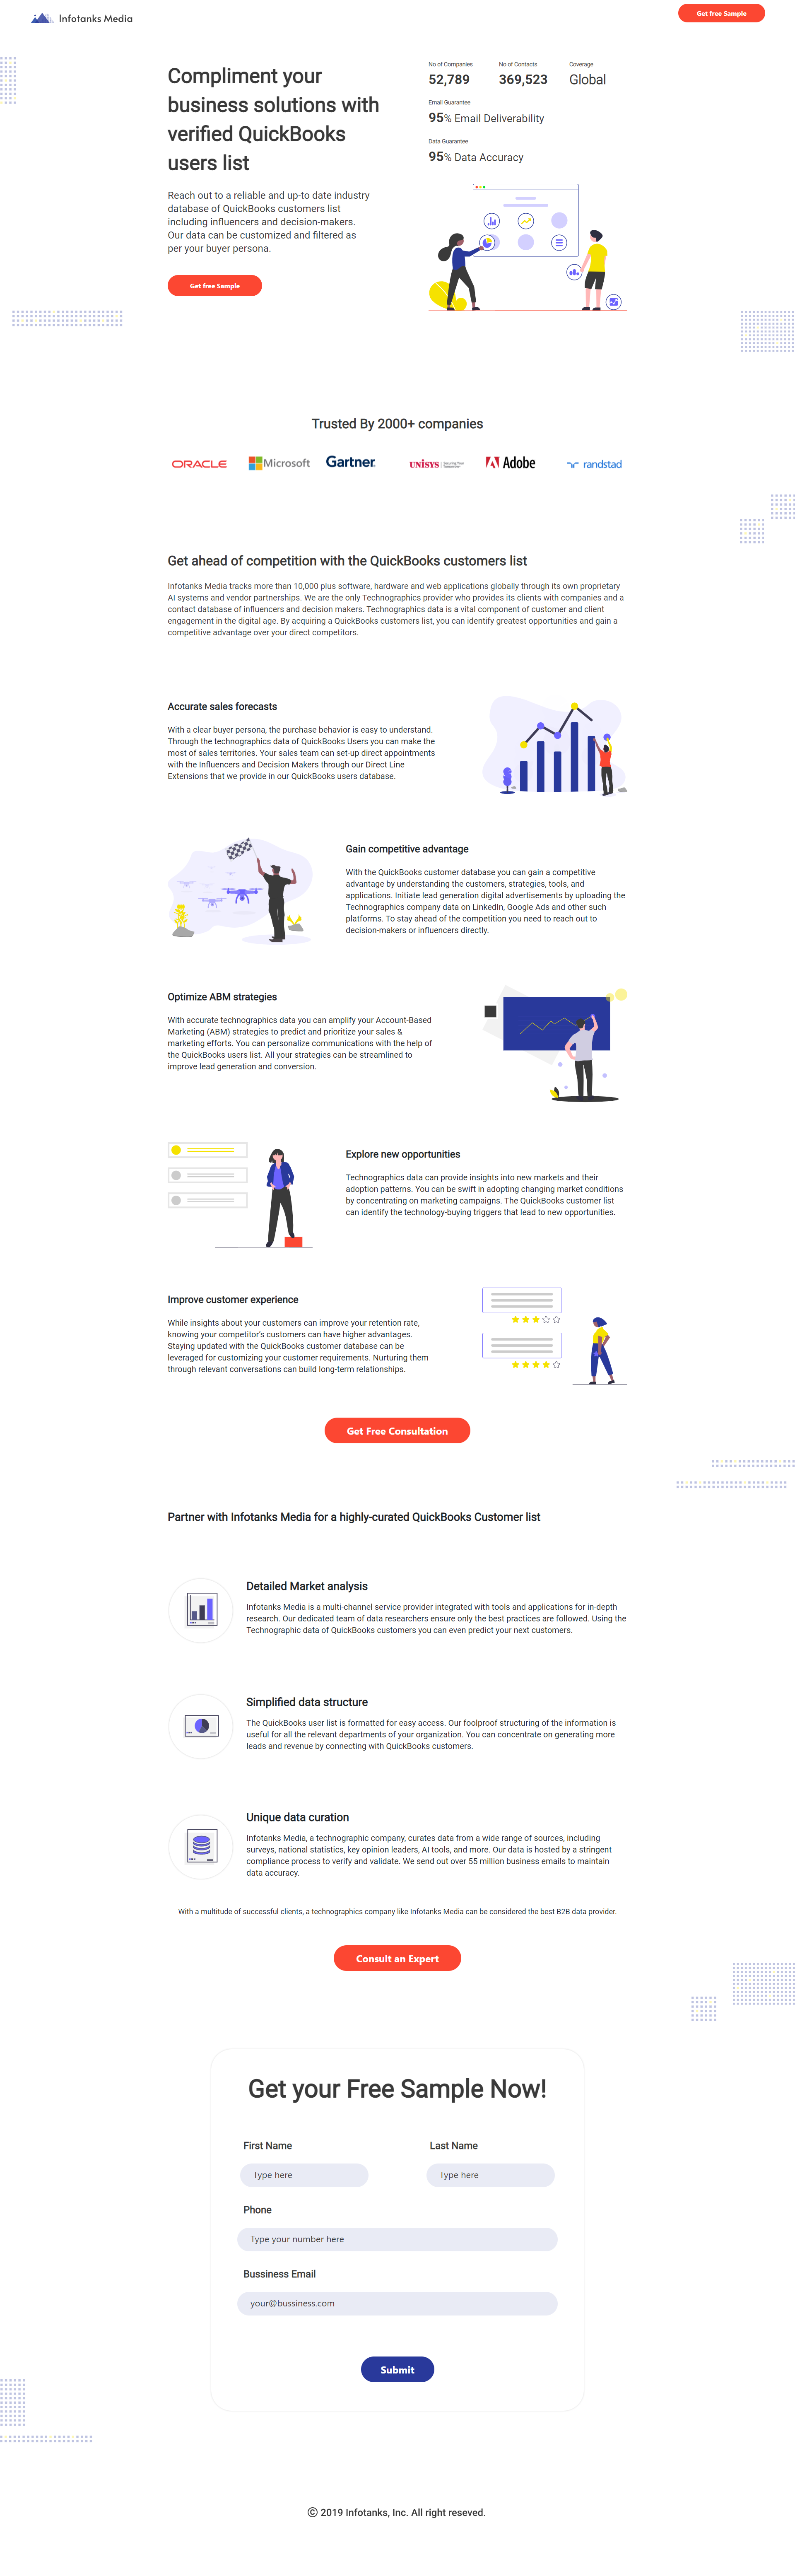 Infotanks Media
Get free Sample
Compliment your
business solutions with
verified QuickBooks
users list
Reach out to a reliable and up-to date industry
database of QuickBooks customers list
including influencers and decision-makers.
Our data can be customized and filtered as
per your buyer persona.
Get free Sample
No of Companies
No of Contacts
Coverage
52,789
369,523
Global
Email Guarantee
95% Email Deliverability
Data Guarantee
95% Data Accuracy
Trusted By 2000+ companies
ORACLE
Microsoft
Gartner
UNISYS
Adobe
randstad
Get ahead of competition with the QuickBooks customers list
Infotanks Media tracks more than 10,000 plus software, hardware and web applications globally through its own proprietary
AI systems and vendor partnerships. We are the only Technographics provider who provides its clients with companies and a
contact database of influencers and decision makers. Technographics data is a vital component of customer and client
engagement in the digital age. By acquiring a QuickBooks customers list, you can identify greatest opportunities and gain a
competitive advantage over your direct competitors.
Accurate sales forecasts
With a clear buyer persona, the purchase behavior is easy to understand.
Through the technographics data of QuickBooks Users you can make the
most of sales territories. Your sales team can set-up direct appointments
with the Influencers and Decision Makers through our Direct Line
Extensions that we provide in our QuickBooks users database.
Gain competitive advantage
With the QuickBooks customer database you can gain a competitive
advantage by understanding the customers, strategies, tools, and
applications. Initiate lead generation digital advertisements by uploading the
Technographics company data on LinkedIn, Google Ads and other such
platforms. To stay ahead of the competition you need to reach out to
decision-makers or influencers directly.
Optimize ABM strategies
With accurate technographics data you can amplify your Account-Based
Marketing (ABM) strategies to predict and prioritize your sales &
marketing efforts. You can personalize communications with the help of
the QuickBooks users list. All your strategies can be streamlined to
improve lead generation and conversion.
Explore new opportunities
Technographics data can provide insights into new markets and their
adoption patterns. You can be swift in adopting changing market conditions
by concentrating on marketing campaigns. The QuickBooks customer list
can identify the technology-buying triggers that lead to new opportunities.
Improve customer experience
While insights about your customers can improve your retention rate,
knowing your competitor's customers can have higher advantages.
Staying updated with the QuickBooks customer database can be
leveraged for customizing your customer requirements. Nurturing them
through relevant conversations can build long-term relationships.
Get Free Consultation
Partner with Infotanks Media for a highly-curated QuickBooks Customer list
Detailed Market analysis
Infotanks Media is a multi-channel service provider integrated with tools and applications for in-depth
research. Our dedicated team of data researchers ensure only the best practices are followed. Using the
Technographic data of QuickBooks customers you can even predict your next customers.
Simplified data structure
The QuickBooks user list is formatted for easy access. Our foolproof structuring of the information is
useful for all the relevant departments of your organization. You can concentrate on generating more
leads and revenue by connecting with QuickBooks customers.
Unique data curation
Infotanks Media, a technographic company, curates data from a wide range of sources, including
surveys, national statistics, key opinion leaders, AI tools, and more. Our data is hosted by a stringent
compliance process to verify and validate. We send out over 55 million business emails to maintain
data accuracy.
With a multitude of successful clients, a technographics company like Infotanks Media can be considered the best B2B data provider.
Consult an Expert
Get your Free Sample Now!
First Name
Last Name
Type here
Type here
Phone
Type your number here
Bussiness Email
your@bussiness.com
Submit
© 2019 Infotanks, Inc. All right reseved.